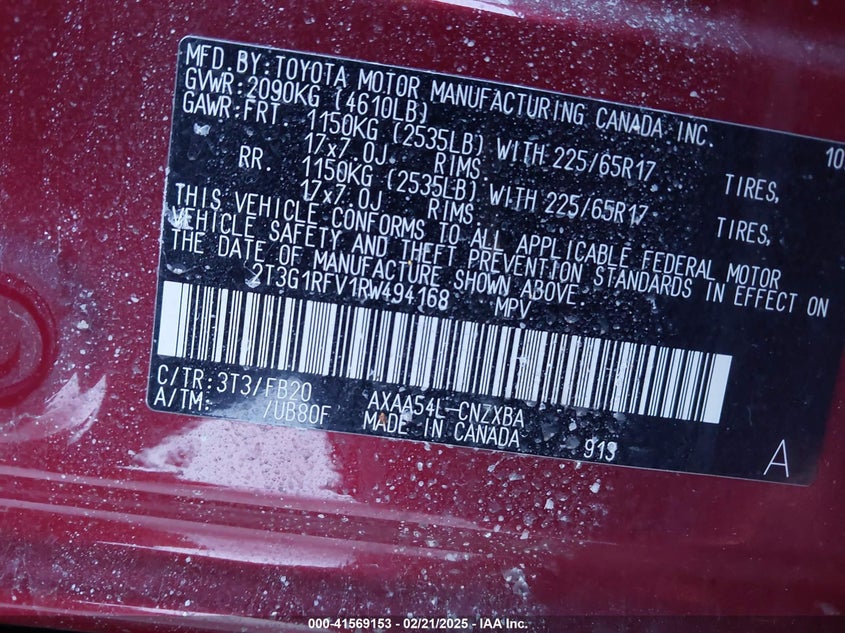 MFD. BY: TOYOTA MOTOR MANUFACTURING CANADA INC.
GVWR: 2090KG (4610LB) 10
GAWR: FRT. 1150KG (2535LB) WITH 225/65R17 TIRES,
17x7.0J RIMS
RR. 1150KG (2535LB) WITH 225/65R17 TIRES,
17x7.0J RIMS
THIS VEHICLE CONFORMS TO ALL APPLICABLE FEDERAL MOTOR
VEHICLE SAFETY AND THEFT PREVENTION STANDARDS IN EFFECT ON
THE DATE OF MANUFACTURE SHOWN ABOVE.
2T3G1RFV1RW494168 MPV
C/TR: 3T3/FB20 AXAA54L-CNZXBA
A/TM: /UB80F MADE IN CANADA 913 A
000-41569153 - 02/21/2025 - IAA Inc.